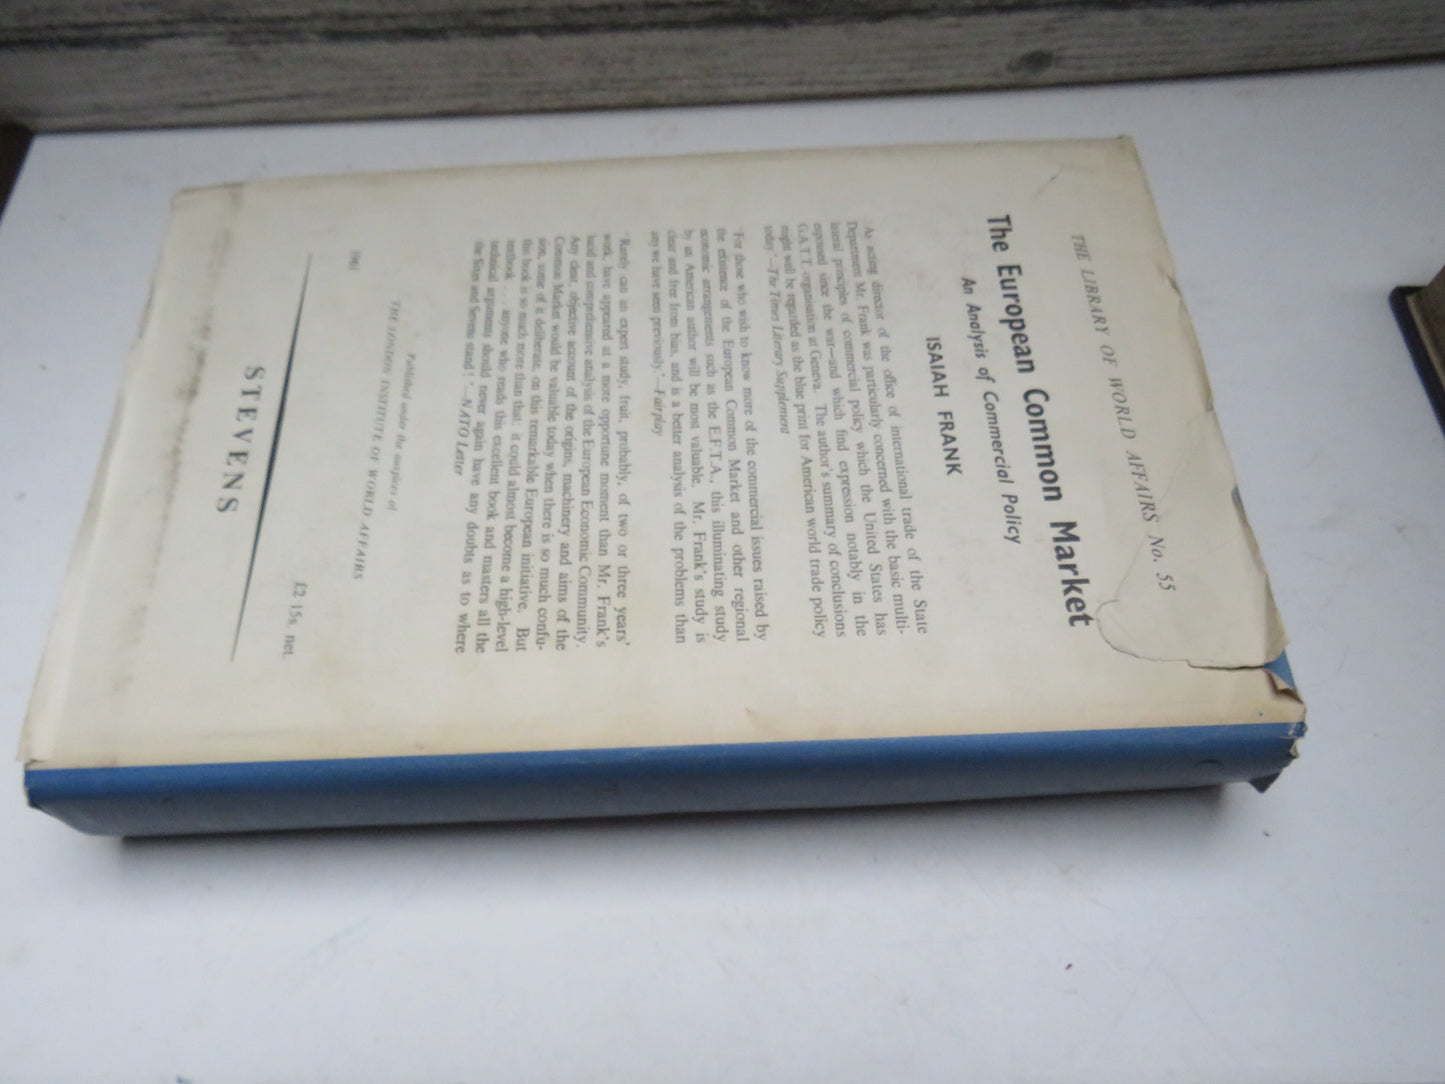 THE LIBRARY OF WORLD AFFAIRS No. 55
The European Common Market
An Analysis of Commercial Policy
ISAIAH FRANK
'As acting director of the office of international trade of the State
Department Mr. Frank was particularly concerned with the basic multi-
lateral principles of commercial policy which the United States has
espoused since the war—and which find expression notably in the
G.A.T.T. organisation at Geneva. The author's summary of conclusions
might well be regarded as the blue print for American world trade policy
today.'—The Times Literary Supplement
'For those who wish to know more of the commercial issues raised by
the existence of the European Common Market and other regional
economic arrangements such as the E.F.T.A., this illuminating study
by an American author will be most valuable. Mr. Frank's study is
clear and free from bias, and is a better analysis of the problems than
any we have seen previously.'—Fairplay
'Rarely can an expert study, fruit, probably, of two or three years'
work, have appeared at a more opportune moment than Mr. Frank's
lucid and comprehensive analysis of the European Economic Community.
Any clear, objective account of the origins, machinery and aims of the
Common Market would be valuable today when there is so much confu-
sion, some of it deliberate, on this remarkable European initiative. But
this book is so much more than that: it could almost become a high-level
textbook . . . anyone who reads this excellent book and masters all the
technical arguments should never again have any doubts as to where
the Sixes and Sevens stand!'—NATO Letter
Published under the auspices of
THE LONDON INSTITUTE OF WORLD AFFAIRS
1961
£2 15s. net.
STEVENS